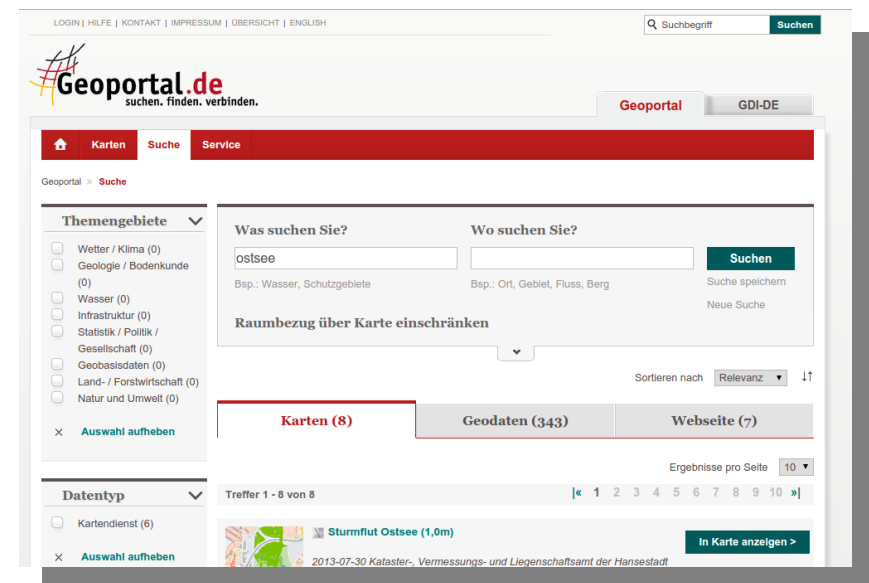 LOGIN | HILFE | KONTAKT | IMPRESSUM | ÜBERSICHT | ENGLISH
Suchbegriff
Suchen
Geoportal.de
suchen. finden. verbinden.
Geoportal
GDI-DE
Karten
Suche
Service
Geoportal » Suche
Themengebiete
Wetter / Klima (0)
Geologie / Bodenkunde
(0)
Wasser (0)
Infrastruktur (0)
Statistik / Politik /
Gesellschaft (0)
Geobasisdaten (0)
Land- / Forstwirtschaft (0)
Natur und Umwelt (0)
× Auswahl aufheben
Datentyp
Kartendienst (6)
× Auswahl aufheben
Was suchen Sie?
Wo suchen Sie?
ostsee
Suchen
Bsp.: Wasser, Schutzgebiete
Bsp.: Ort, Gebiet, Fluss, Berg
Suche speichern
Neue Suche
Raumbezug über Karte einschränken
Sortieren nach Relevanz
Karten (8)
Geodaten (343)
Webseite (7)
Ergebnisse pro Seite 10
Treffer 1 - 8 von 8
|« 1 2 3 4 5 6 7 8 9 10 »|
Sturmflut Ostsee (1,0m)
In Karte anzeigen >
2013-07-30 Kataster-, Vermessungs- und Liegenschaftsamt der Hansestadt